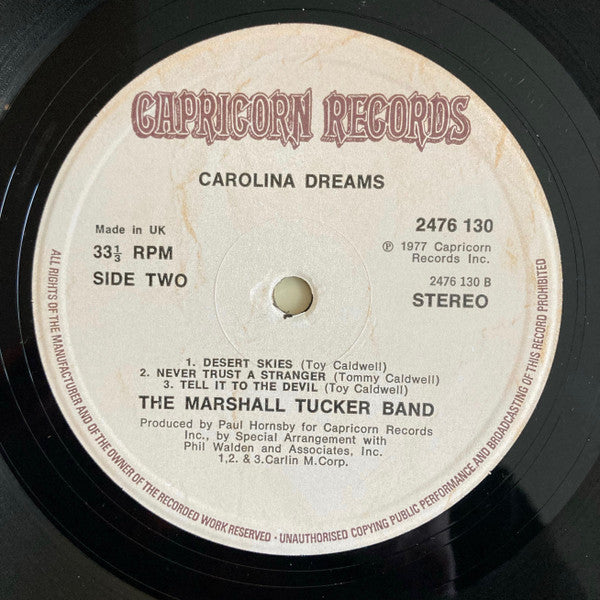 CAPRICORN RECORDS
CAROLINA DREAMS
Made in UK
33⅓ RPM
SIDE TWO
2476 130
℗ 1977 Capricorn
Records Inc.
2476 130 B
STEREO
1. DESERT SKIES (Toy Caldwell)
2. NEVER TRUST A STRANGER (Tommy Caldwell)
3. TELL IT TO THE DEVIL (Toy Caldwell)
THE MARSHALL TUCKER BAND
Produced by Paul Hornsby for Capricorn Records
Inc., by Special Arrangement with
Phil Walden and Associates, Inc.
1,2. & 3.Carlin M.Corp.
ALL RIGHTS OF THE MANUFACTURER AND OF THE OWNER OF THE RECORDED WORK RESERVED · UNAUTHORISED COPYING PUBLIC PERFORMANCE AND BROADCASTING OF THIS RECORD PROHIBITED